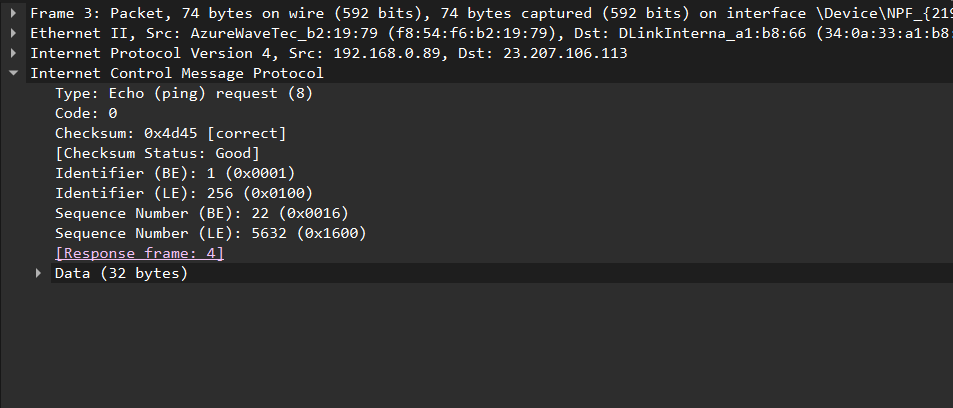 Frame 3: Packet, 74 bytes on wire (592 bits), 74 bytes captured (592 bits) on interface \Device\NPF_{219
Ethernet II, Src: AzureWaveTec_b2:19:79 (f8:54:f6:b2:19:79), Dst: DLinkInterna_a1:b8:66 (34:0a:33:a1:b8:
Internet Protocol Version 4, Src: 192.168.0.89, Dst: 23.207.106.113
Internet Control Message Protocol
Type: Echo (ping) request (8)
Code: 0
Checksum: 0x4d45 [correct]
[Checksum Status: Good]
Identifier (BE): 1 (0x0001)
Identifier (LE): 256 (0x0100)
Sequence Number (BE): 22 (0x0016)
Sequence Number (LE): 5632 (0x1600)
[Response frame: 4]
Data (32 bytes)